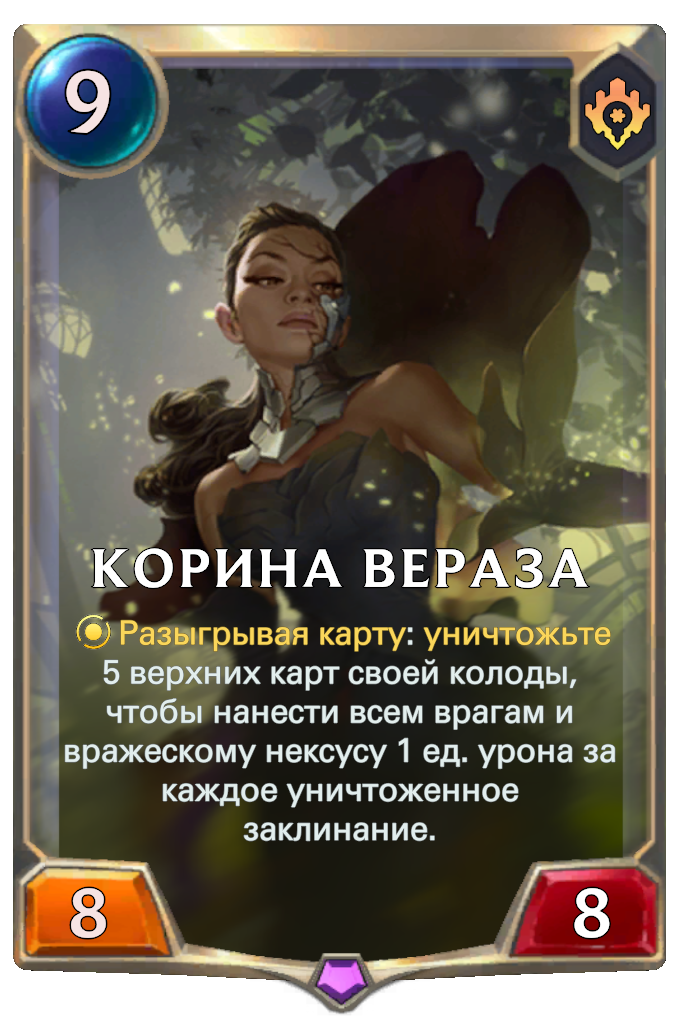 9
КОРИНА ВЕРАЗА
Разыгрывая карту: уничтожьте
5 верхних карт своей колоды,
чтобы нанести всем врагам и
вражескому нексусу 1 ед. урона за
каждое уничтоженное
заклинание.
8
8